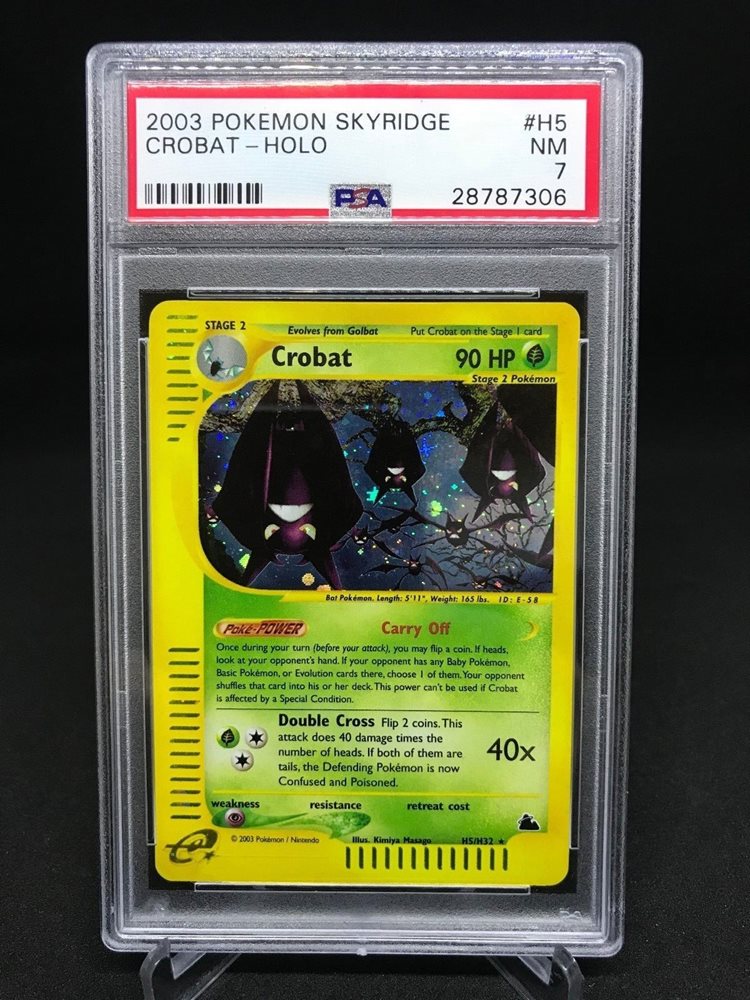 2003 POKEMON SKYRIDGE #H5
CROBAT - HOLO NM
7
PSA 28787306
STAGE 2 Evolves from Golbat Put Crobat on the Stage 1 card
Crobat 90 HP
Stage 2 Pokémon
Bat Pokémon. Length: 5'11", Weight: 165 lbs. ID: E-58
Poké-POWER Carry Off
Once during your turn (before your attack), you may flip a coin. If heads,
look at your opponent's hand. If your opponent has any Baby Pokémon,
Basic Pokémon, or Evolution cards there, choose 1 of them. Your opponent
shuffles that card into his or her deck. This power can't be used if Crobat
is affected by a Special Condition.
Double Cross Flip 2 coins. This
attack does 40 damage times the
number of heads. If both of them are
tails, the Defending Pokémon is now
Confused and Poisoned.
40x
weakness resistance retreat cost
e
© 2003 Pokémon / Nintendo Illus. Kimiya Masago H5/H32 ★